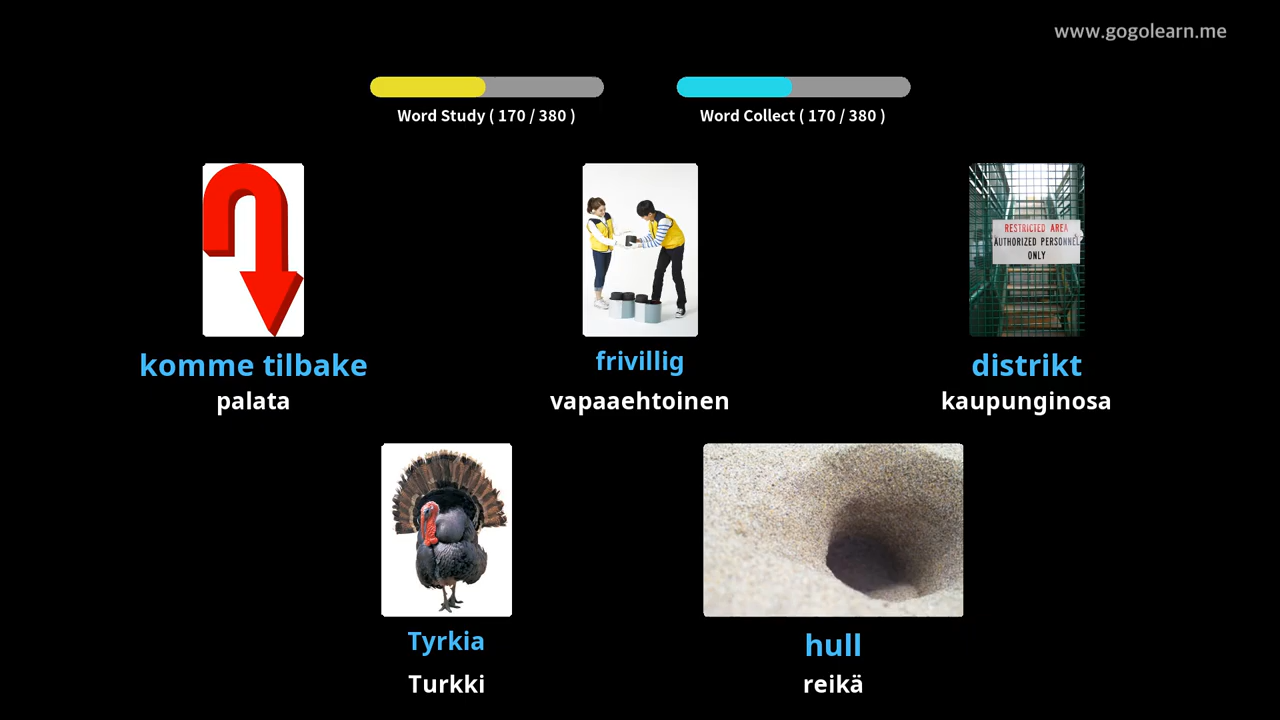 www.gogolearn.me
Word Study ( 170 / 380 )
Word Collect ( 170 / 380 )
RESTRICTED AREA
AUTHORIZED PERSONNEL
ONLY
komme tilbake
palata
frivillig
vapaaehtoinen
distrikt
kaupunginosa
Tyrkia
Turkki
hull
reikä